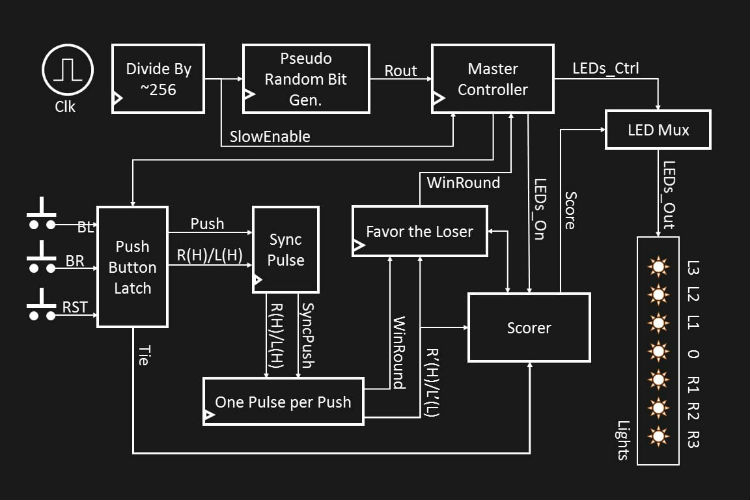 Clk
Divide By
~256
Pseudo
Random Bit
Gen.
Rout
Master
Controller
LEDs_Ctrl
LED Mux
SlowEnable
WinRound
LEDs_On
Score
LEDs_Out
BL
BR
RST
Push
Button
Latch
Push
R(H)/L(H)
Sync
Pulse
Favor the Loser
Scorer
R(H)/L(H)
SyncPush
WinRound
R'(H)/L'(L)
Tie
One Pulse per Push
L3
L2
L1
0
R1
R2
R3
Lights